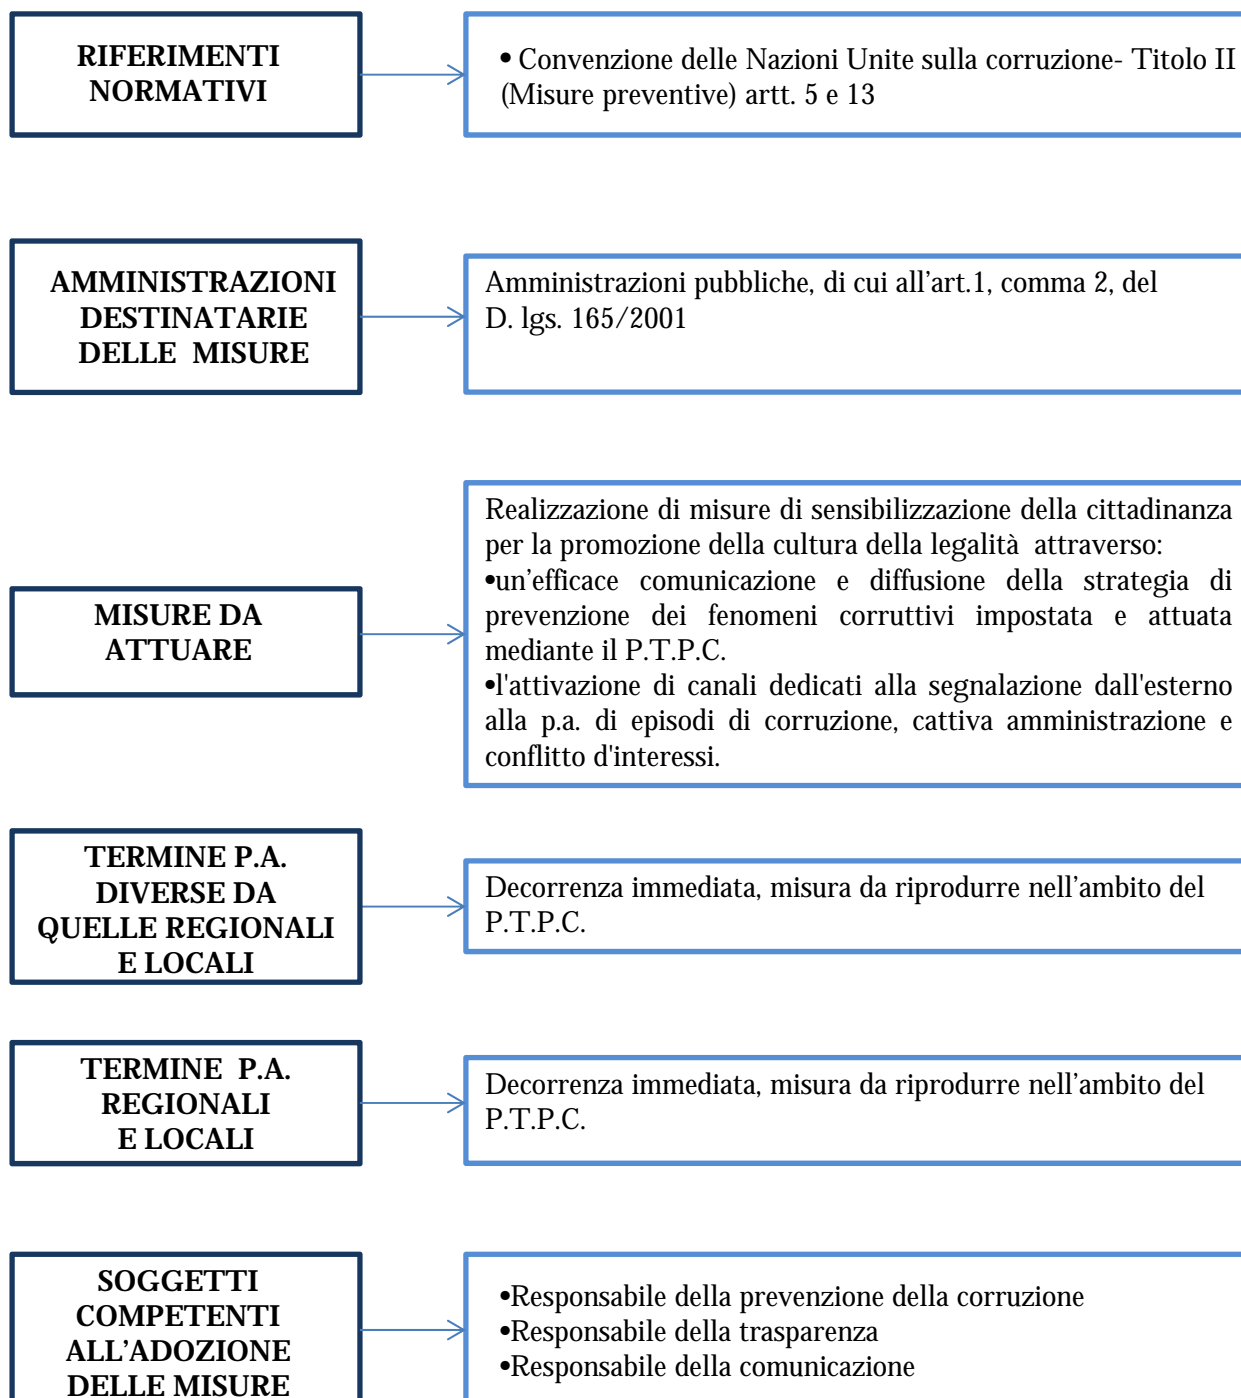 RIFERIMENTI
NORMATIVI
• Convenzione delle Nazioni Unite sulla corruzione- Titolo II
(Misure preventive) artt. 5 e 13
AMMINISTRAZIONI
DESTINATARIE
DELLE MISURE
Amministrazioni pubbliche, di cui all’art.1, comma 2, del
D. lgs. 165/2001
MISURE DA
ATTUARE
Realizzazione di misure di sensibilizzazione della cittadinanza
per la promozione della cultura della legalità attraverso:
•un’efficace comunicazione e diffusione della strategia di
prevenzione dei fenomeni corruttivi impostata e attuata
mediante il P.T.P.C.
•l'attivazione di canali dedicati alla segnalazione dall'esterno
alla p.a. di episodi di corruzione, cattiva amministrazione e
conflitto d'interessi.
TERMINE P.A.
DIVERSE DA
QUELLE REGIONALI
E LOCALI
Decorrenza immediata, misura da riprodurre nell’ambito del
P.T.P.C.
TERMINE P.A.
REGIONALI
E LOCALI
Decorrenza immediata, misura da riprodurre nell’ambito del
P.T.P.C.
SOGGETTI
COMPETENTI
ALL’ADOZIONE
DELLE MISURE
•Responsabile della prevenzione della corruzione
•Responsabile della trasparenza
•Responsabile della comunicazione